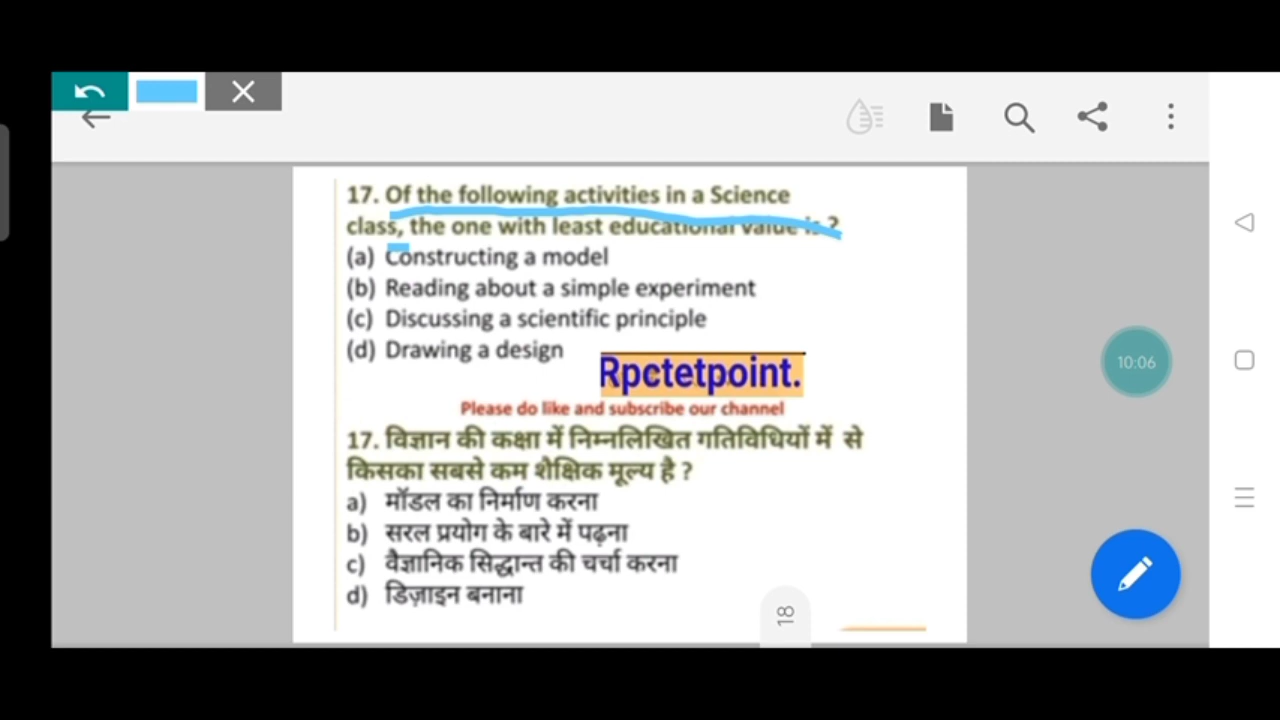 17. Of the following activities in a Science
class, the one with least educational value is ?
(a) Constructing a model
(b) Reading about a simple experiment
(c) Discussing a scientific principle
(d) Drawing a design
Rpctetpoint.
Please do like and subscribe our channel
10:06
17. विज्ञान की कक्षा में निम्नलिखित गतिविधियों में से
किसका सबसे कम शैक्षिक मूल्य है ?
a) मॉडल का निर्माण करना
b) सरल प्रयोग के बारे में पढ़ना
c) वैज्ञानिक सिद्धान्त की चर्चा करना
d) डिज़ाइन बनाना
18